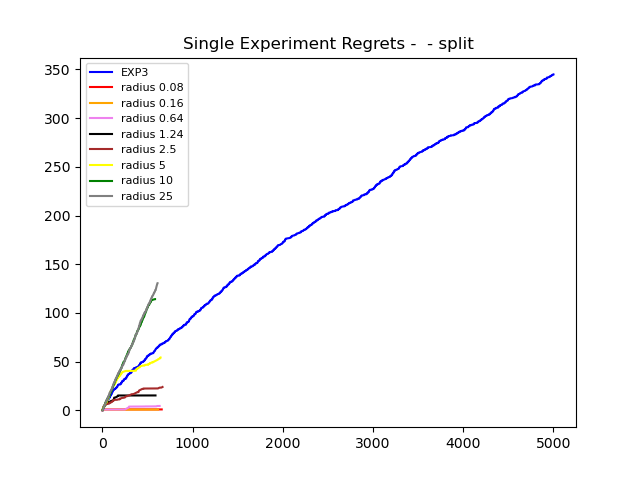 Single Experiment Regrets -  - split
EXP3
radius 0.08
radius 0.16
radius 0.64
radius 1.24
radius 2.5
radius 5
radius 10
radius 25
350
300
250
200
150
100
50
0
0 1000 2000 3000 4000 5000